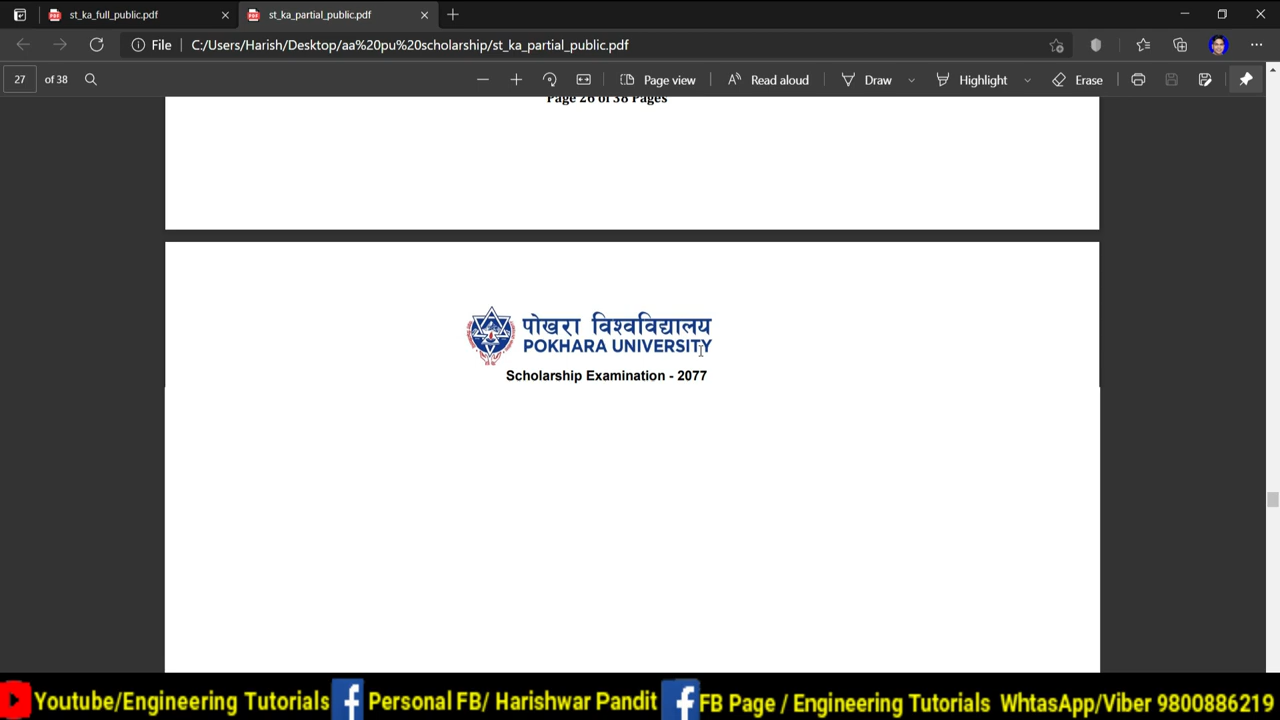 st_ka_full_public.pdf
st_ka_partial_public.pdf
File
C:/Users/Harish/Desktop/aa%20pu%20scholarship/st_ka_partial_public.pdf
27 of 38
Page view
Read aloud
Draw
Highlight
Erase
Page 26 of 38 Pages
पोखरा विश्वविद्यालय
POKHARA UNIVERSITY
Scholarship Examination - 2077
Youtube/Engineering Tutorials
Personal FB/ Harishwar Pandit
FB Page / Engineering Tutorials WhtasApp/Viber 9800886219